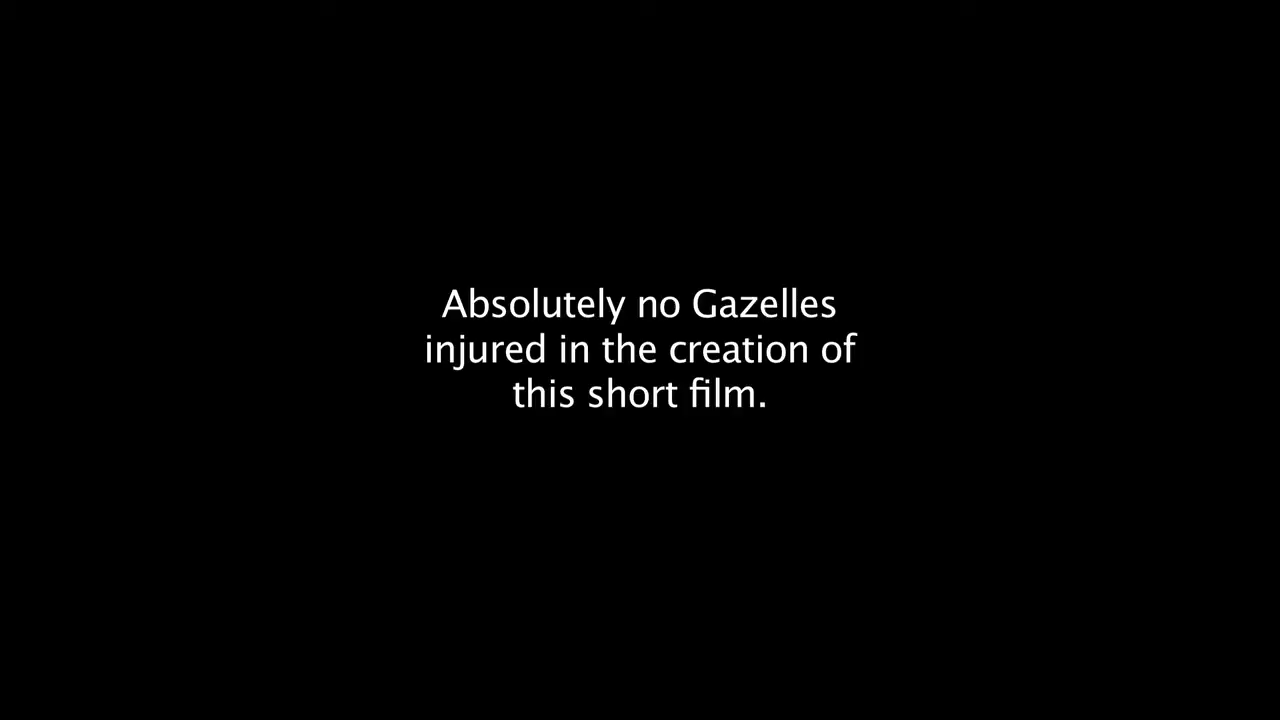 Absolutely no Gazelles
injured in the creation of
this short film.